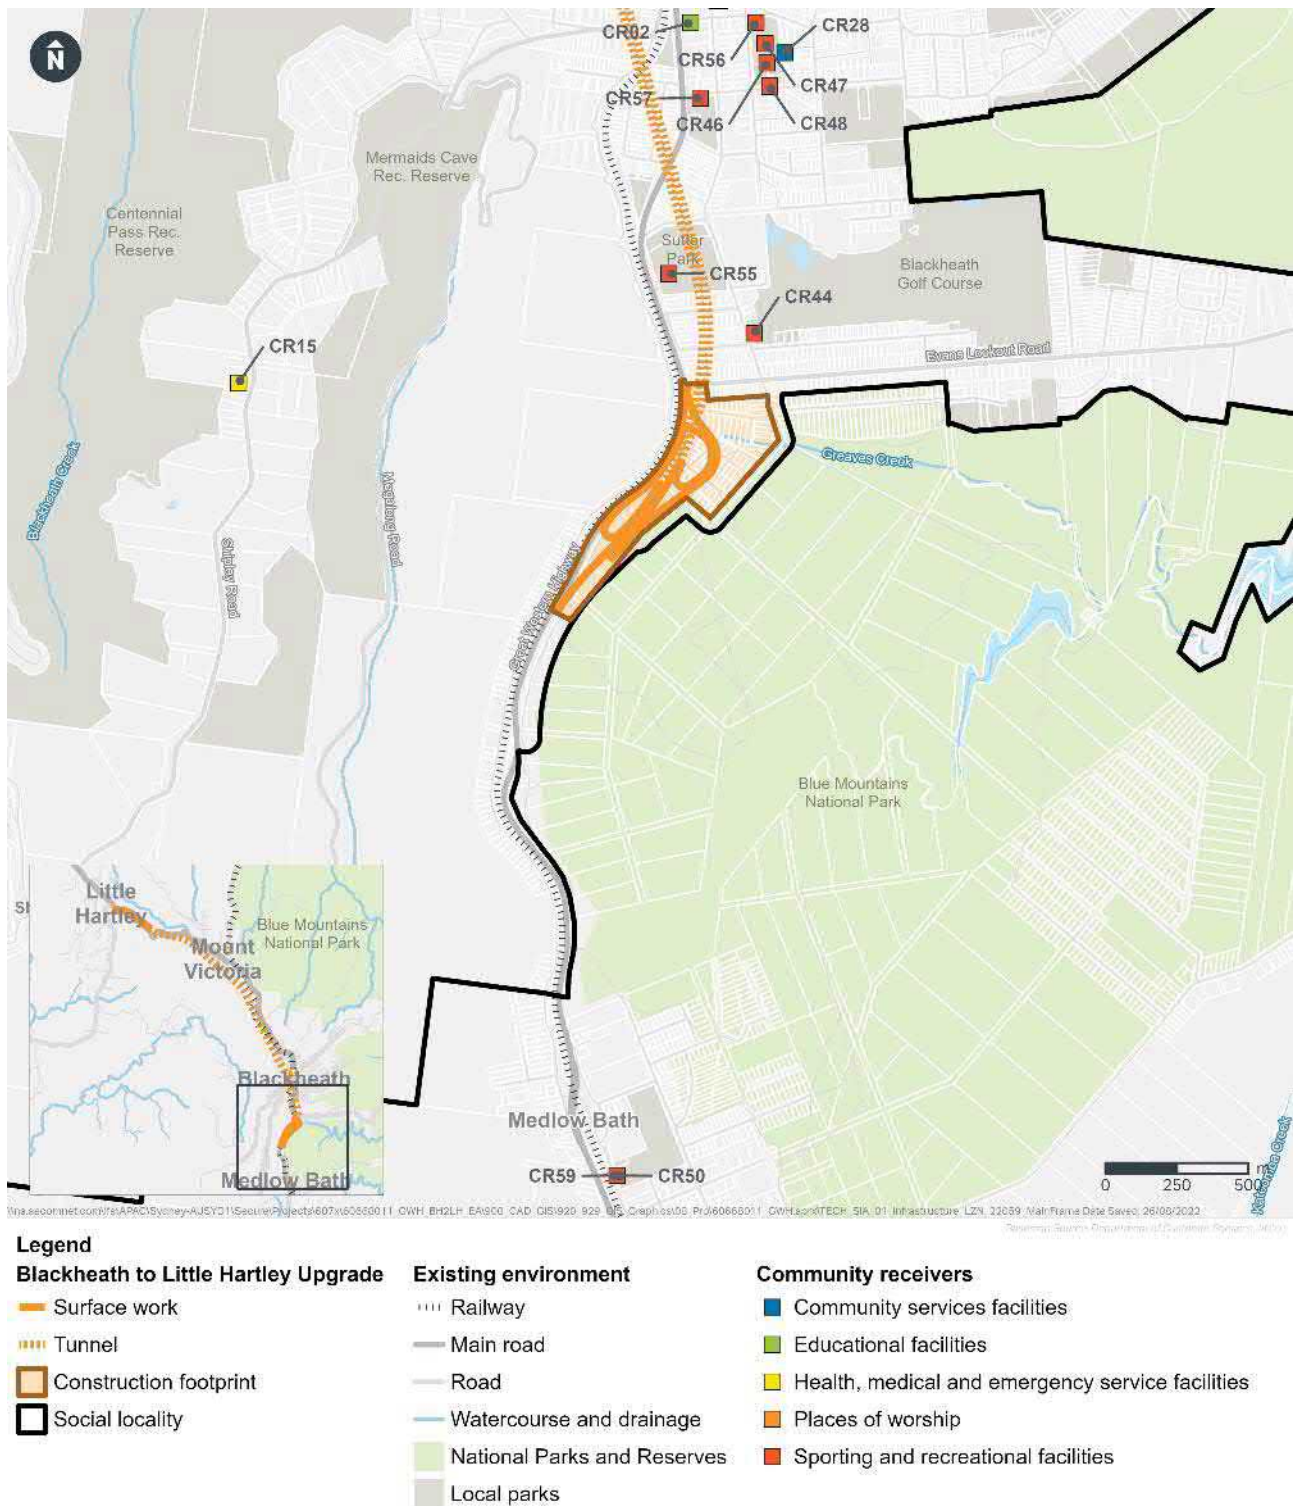 N
CR02
CR28
CR56
CR47
CR57
CR46
CR48
Mermaids Cave
Rec. Reserve
Centennial
Pass Rec.
Reserve
Sutter
Park
CR55
Blackheath
Golf Course
CR44
CR15
Evans Lookout Road
Greaves Creek
Blackheath Creek
Megalong Road
Shipley Road
Great Western Highway
Blue Mountains
National Park
Little
Hartley
Blue Mountains
National Park
Mount
Victoria
Blackheath
Medlow Bath
Medlow Bath
CR59
CR50
Katoomba Creek
0
250
500
m
Legend
Blackheath to Little Hartley Upgrade
Surface work
Tunnel
Construction footprint
Social locality
Existing environment
Railway
Main road
Road
Watercourse and drainage
National Parks and Reserves
Local parks
Community receivers
Community services facilities
Educational facilities
Health, medical and emergency service facilities
Places of worship
Sporting and recreational facilities